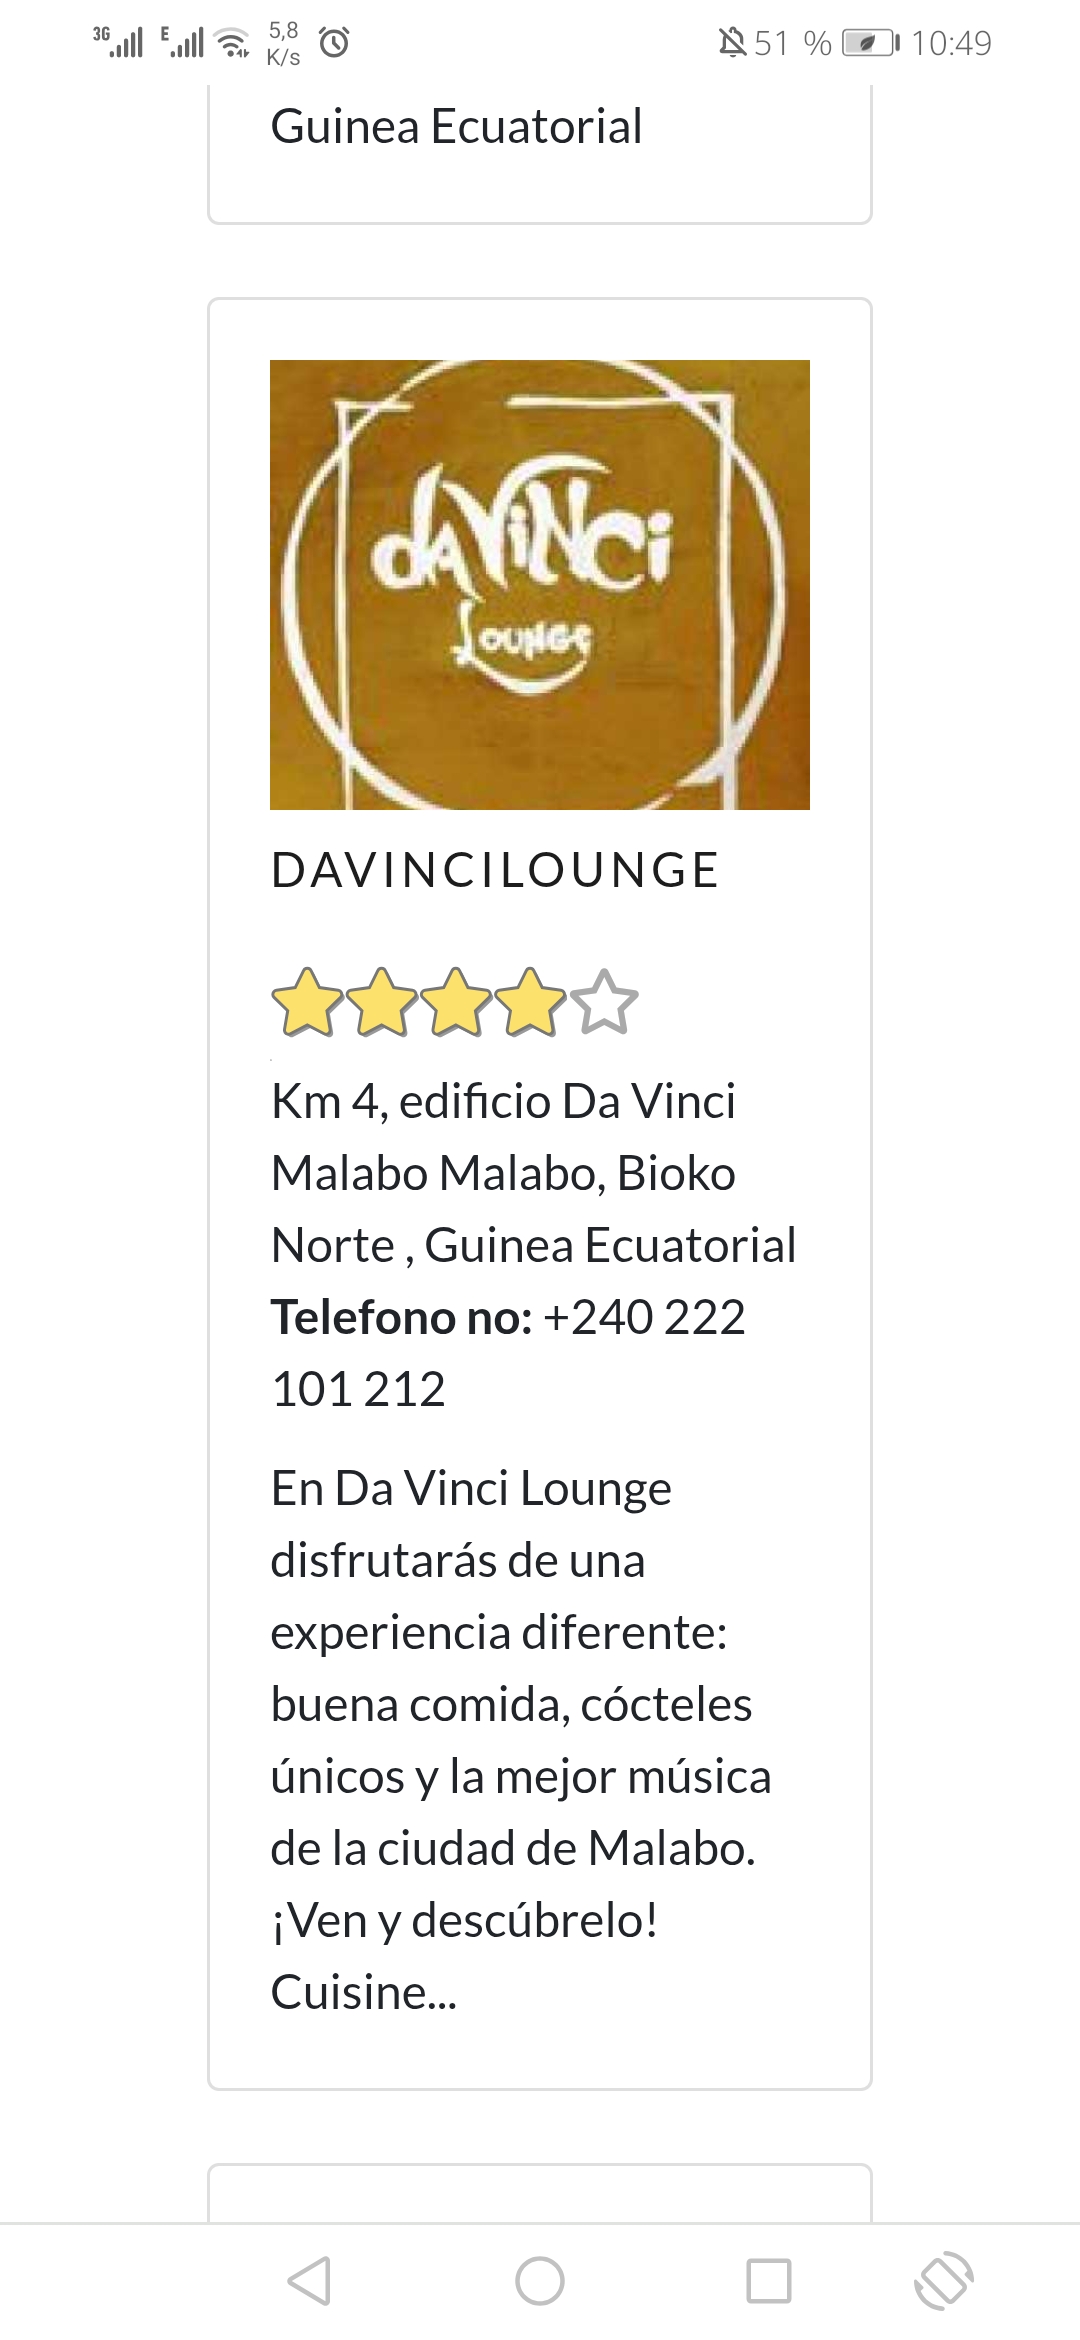 3G E 5,8 K/s 51 % 10:49
Guinea Ecuatorial
daVinci
Lounge
DAVINCILOUNGE
Km 4, edificio Da Vinci
Malabo Malabo, Bioko
Norte , Guinea Ecuatorial
Telefono no: +240 222
101 212
En Da Vinci Lounge
disfrutarás de una
experiencia diferente:
buena comida, cócteles
únicos y la mejor música
de la ciudad de Malabo.
¡Ven y descúbrelo!
Cuisine...